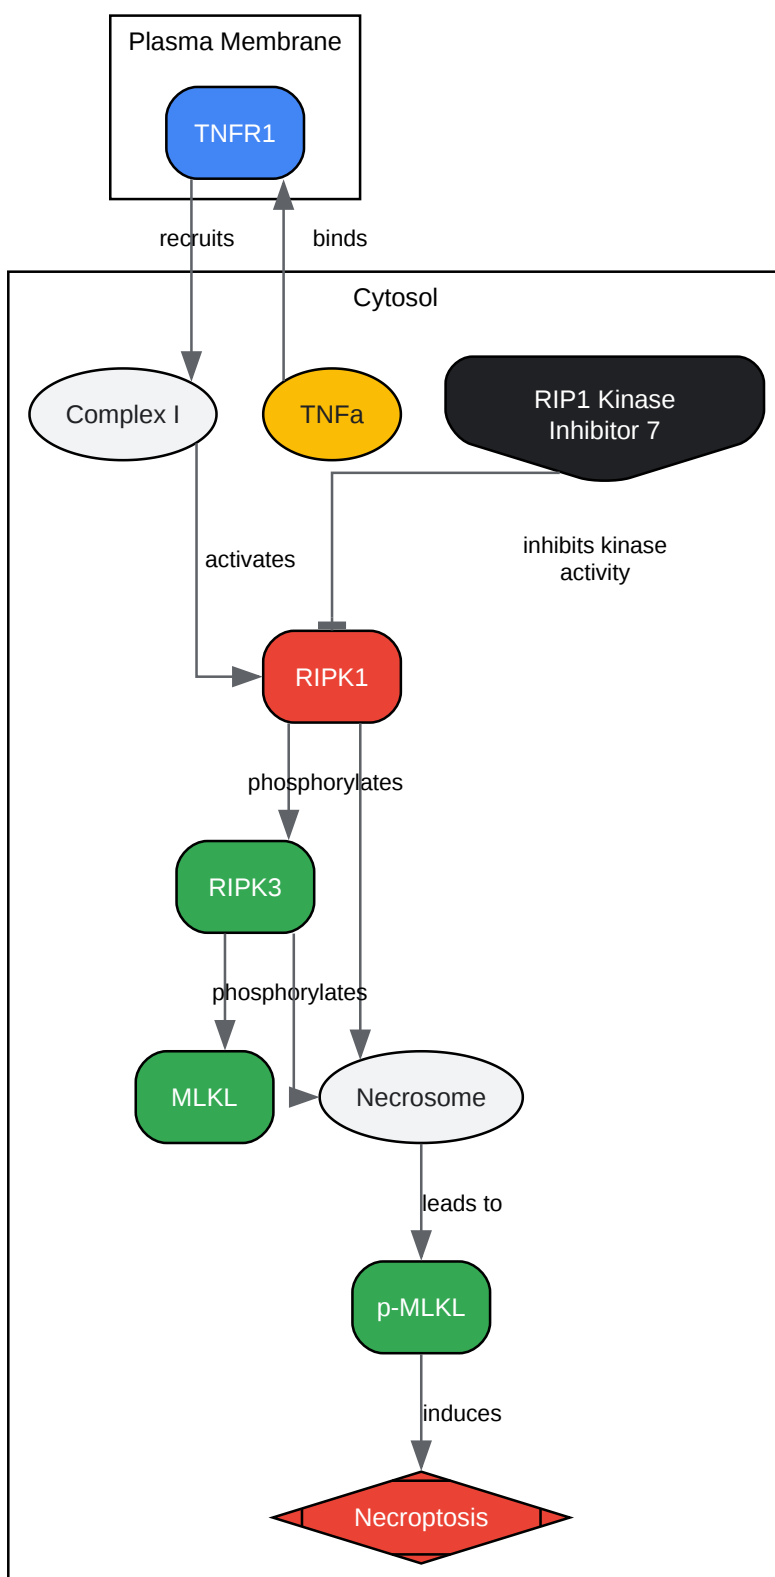 Plasma Membrane
TNFR1
recruits
binds
Cytosol
Complex I
TNFa
RIP1 Kinase
Inhibitor 7
activates
inhibits kinase
activity
RIPK1
phosphorylates
RIPK3
phosphorylates
MLKL
Necrosome
leads to
p-MLKL
induces
Necroptosis